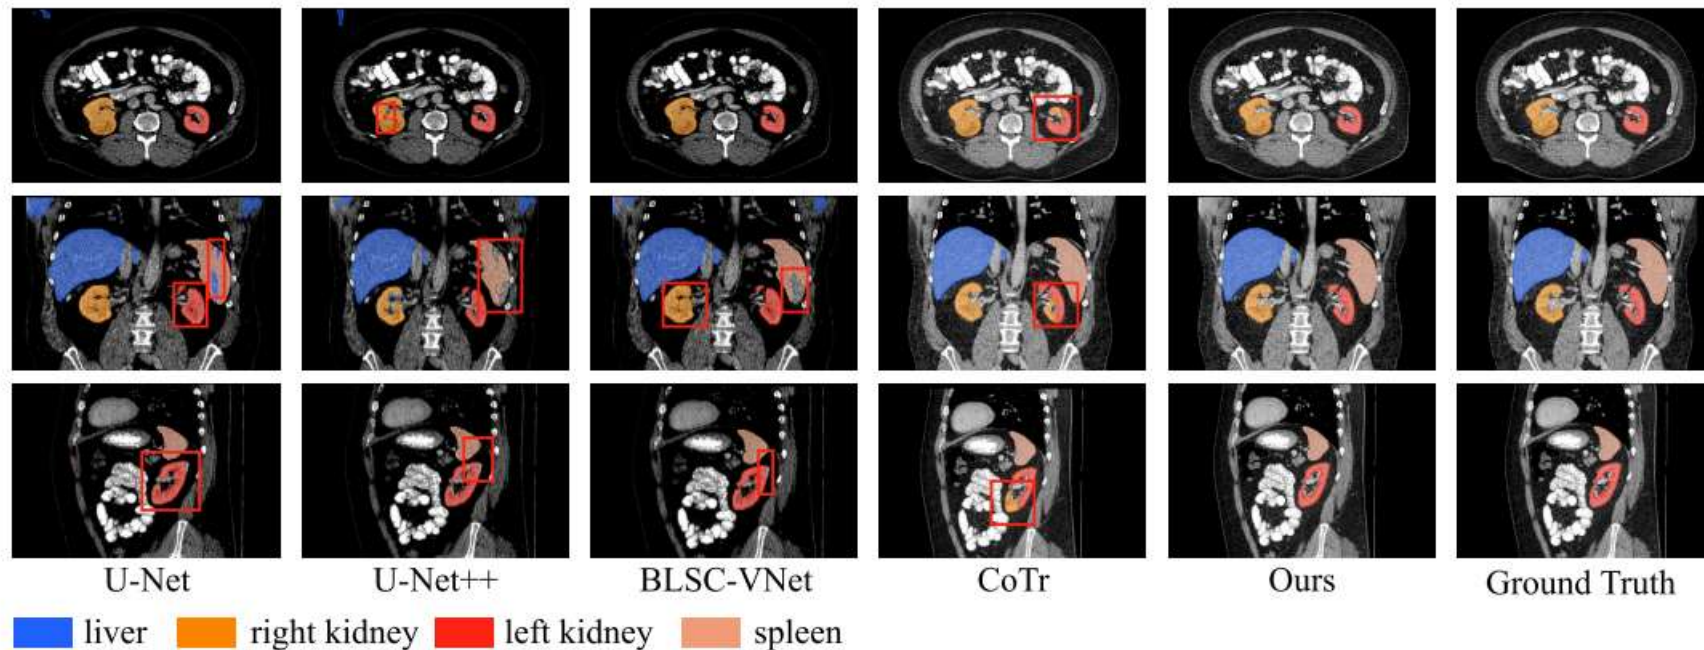 U-Net U-Net++ BLSC-VNet CoTr Ours Ground Truth
liver right kidney left kidney spleen